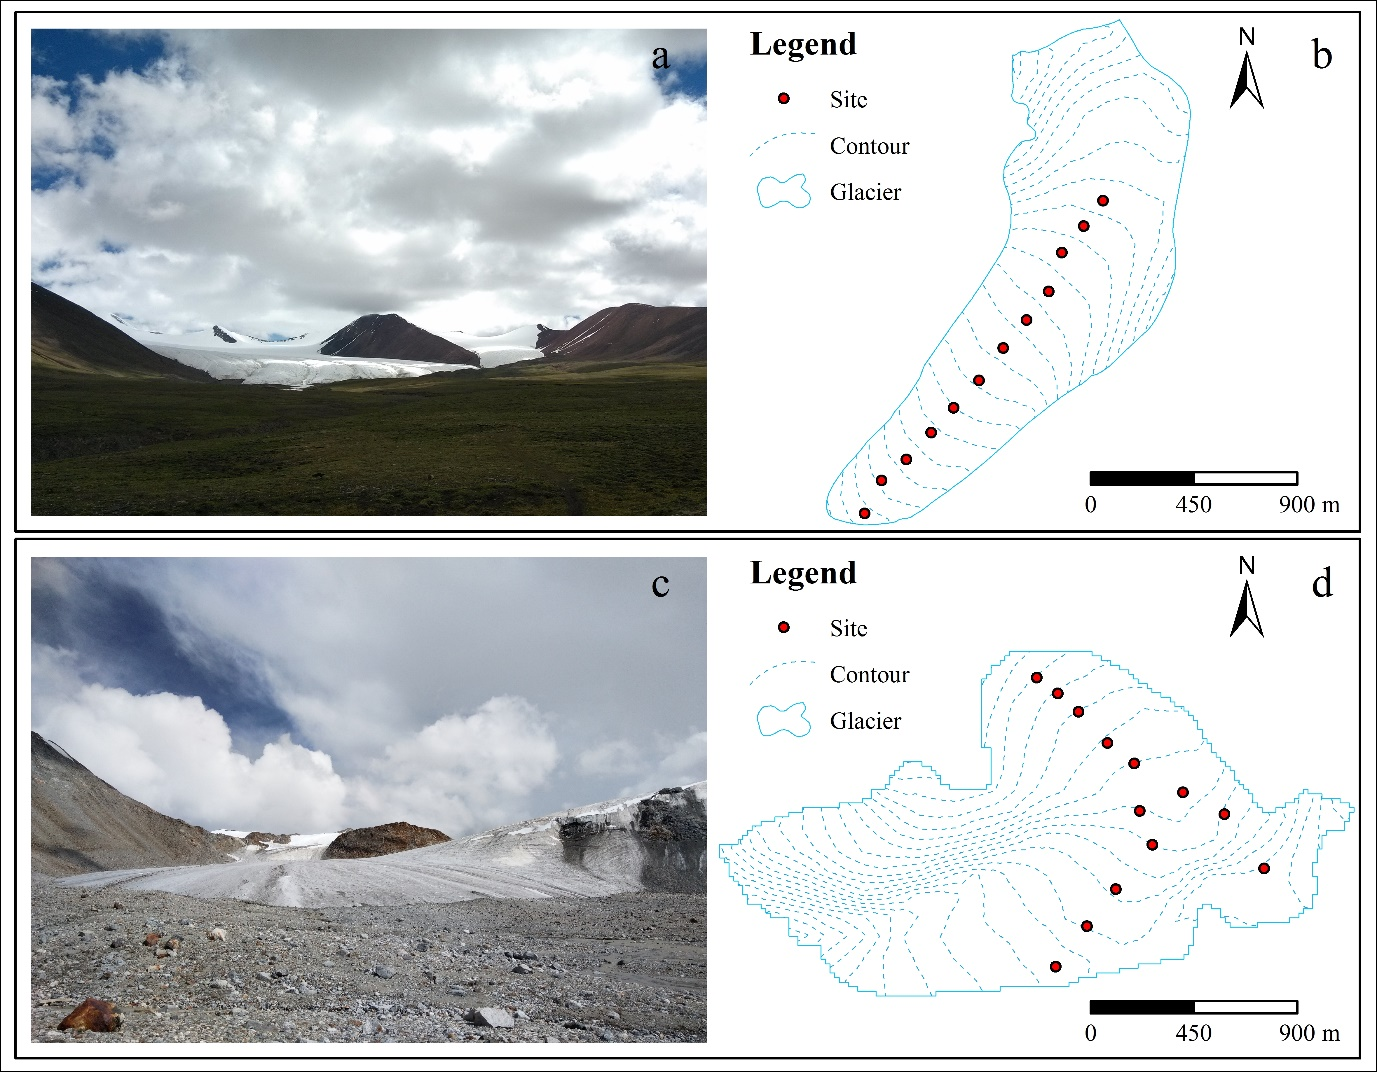 a
Legend
Site
Contour
Glacier
N
b
0 450 900 m
c
Legend
Site
Contour
Glacier
N
d
0 450 900 m